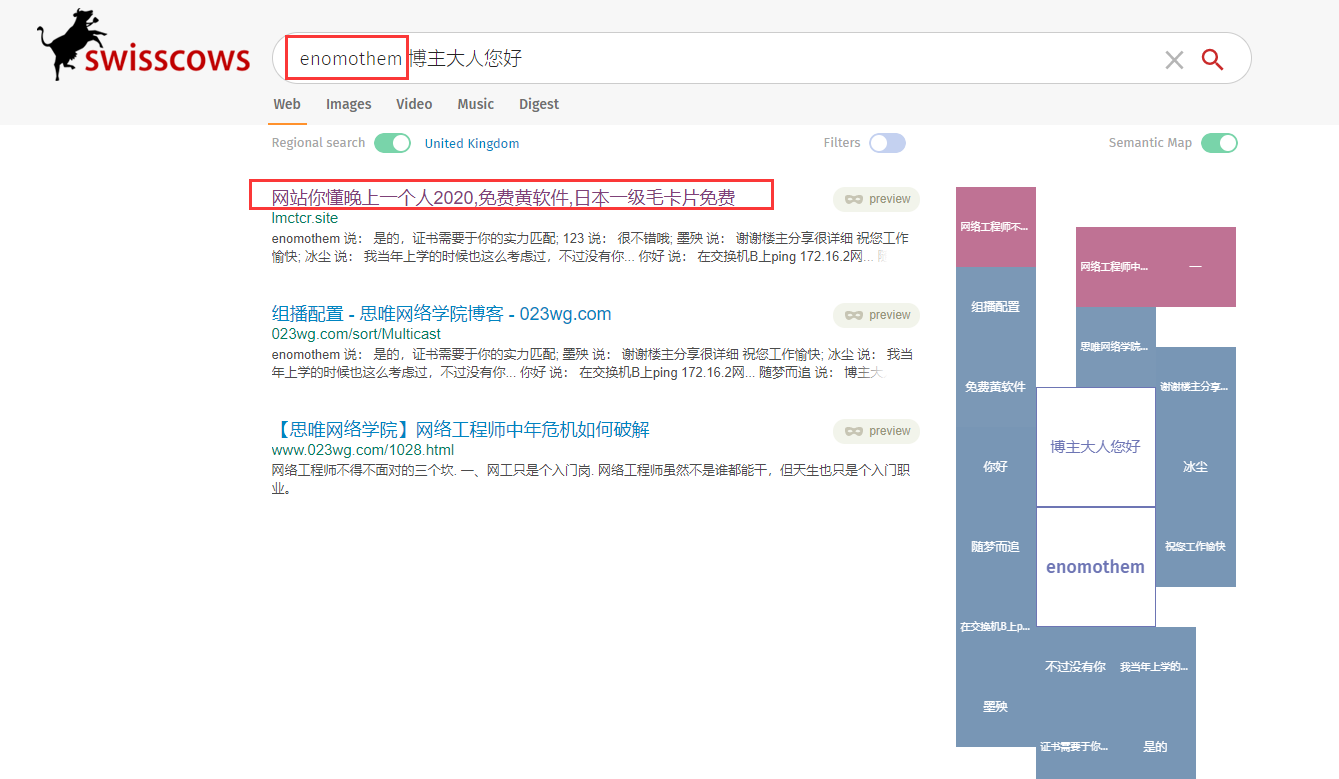 swisscows
enomothem 博主大人您好
Web Images Video Music Digest
Regional search United Kingdom Filters Semantic Map
网站你懂晚上一个人2020,免费黄软件,日本一级毛卡片免费
preview
lmctcr.site
enomothem 说： 是的，证书需要于你的实力匹配; 123 说： 很不错哦; 墨殃 说： 谢谢楼主分享很详细 祝您工作
愉快; 冰尘 说： 我当年上学的时候也这么考虑过，不过没有你... 你好 说： 在交换机B上ping 172.16.2网...
组播配置 - 思唯网络学院博客 - 023wg.com
preview
023wg.com/sort/Multicast
enomothem 说： 是的，证书需要于你的实力匹配; 墨殃 说： 谢谢楼主分享很详细 祝您工作愉快; 冰尘 说： 我当
年上学的时候也这么考虑过，不过没有你... 你好 说： 在交换机B上ping 172.16.2网... 随梦而追 说： 博主大
【思唯网络学院】网络工程师中年危机如何破解
preview
www.023wg.com/1028.html
网络工程师不得不面对的三个坎. 一、网工只是个入门岗. 网络工程师虽然不是谁都能干，但天生也只是个入门职
业。
网络工程师不...
网络工程师中...
一
组播配置
思唯网络学院...
免费黄软件
谢谢楼主分享...
博主大人您好
你好
冰尘
随梦而追
祝您工作愉快
enomothem
在交换机B上p...
不过没有你
我当年上学的...
墨殃
证书需要于你...
是的